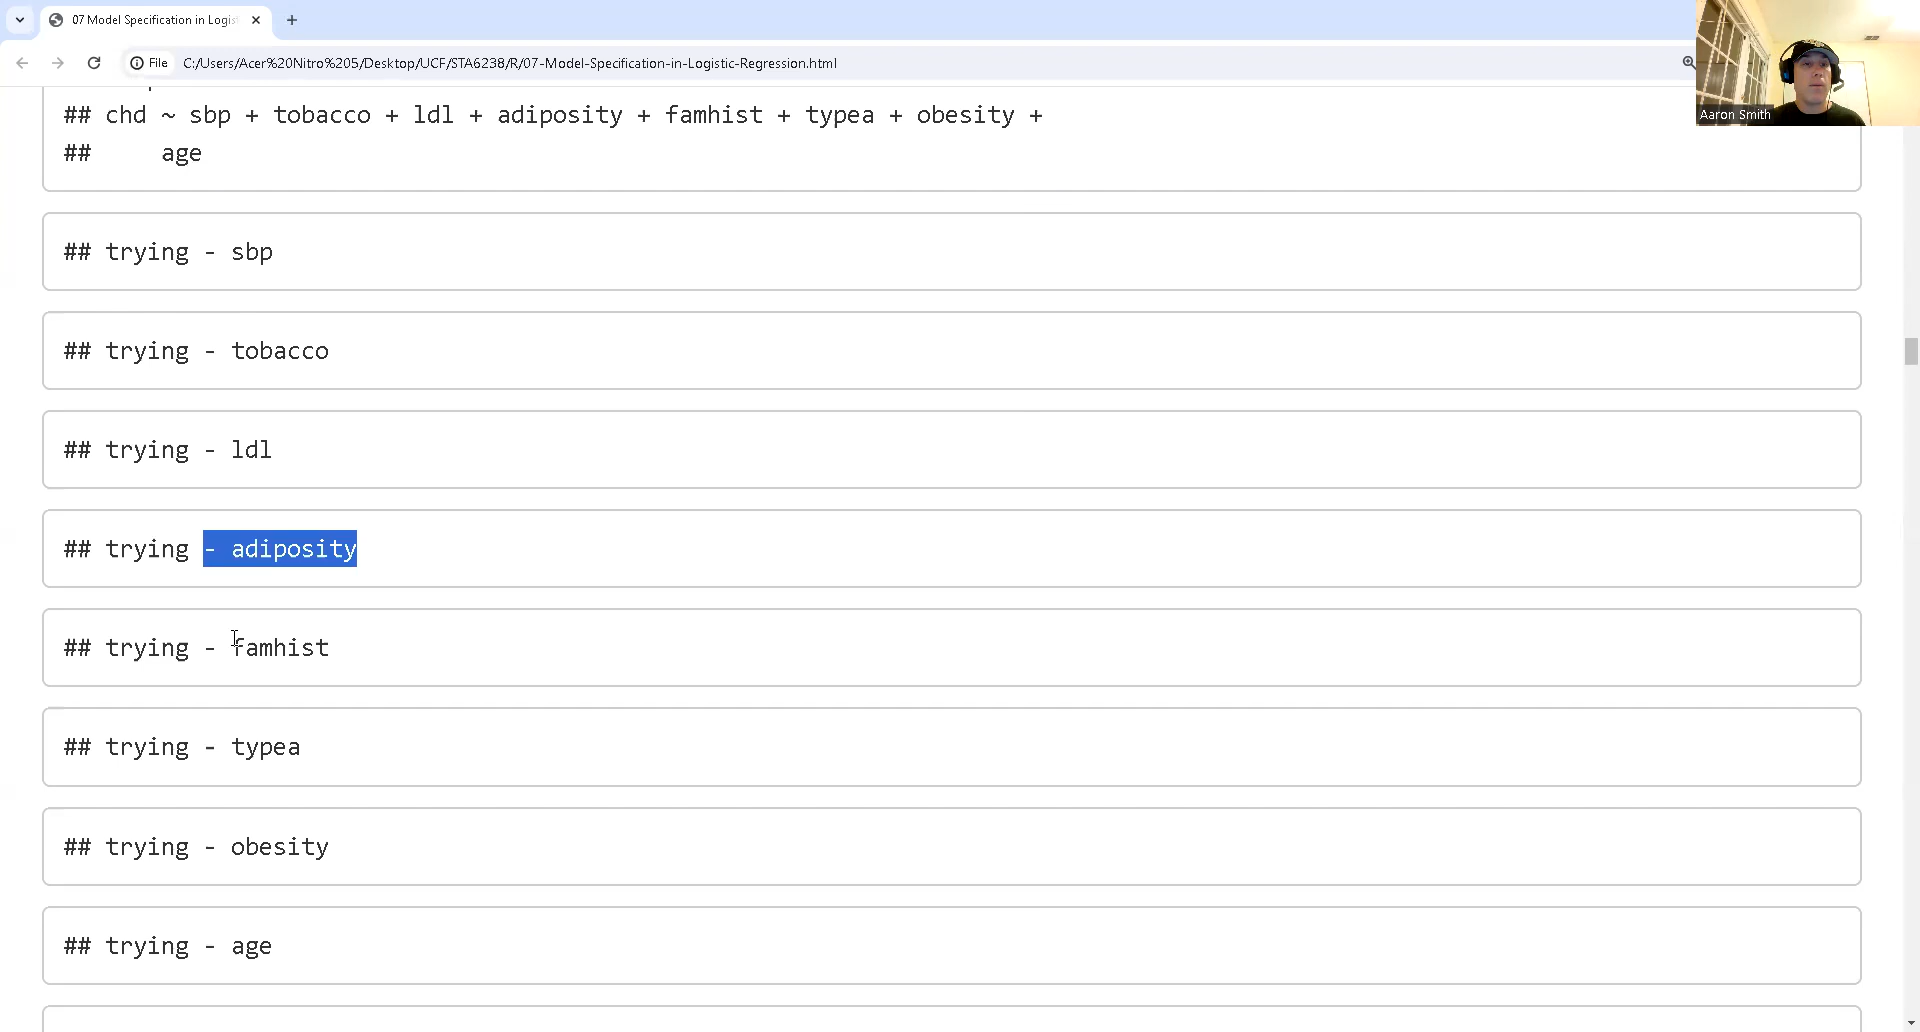 07 Model Specification in Logis
File
C:/Users/Acer%20Nitro%205/Desktop/UCF/STA6238/R/07-Model-Specification-in-Logistic-Regression.html
Aaron Smith
## chd ~ sbp + tobacco + ldl + adiposity + famhist + typea + obesity +
##     age
## trying - sbp
## trying - tobacco
## trying - ldl
## trying - adiposity
## trying - famhist
## trying - typea
## trying - obesity
## trying - age